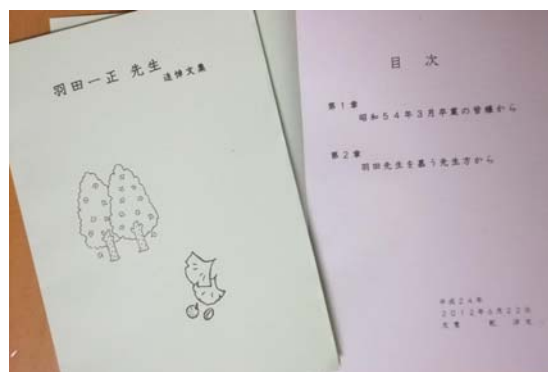 羽田一正 先生 追悼文集
目 次
第1章
昭和54年3月卒業の皆様から
第2章
羽田先生を慕う先生方から
平成24年
2012年6月22日